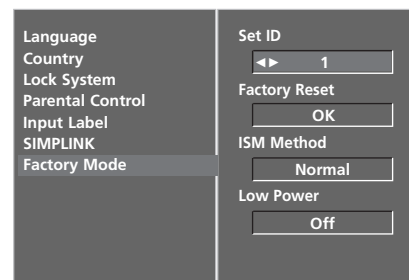 Language
Country
Lock System
Parental Control
Input Label
SIMPLINK
Factory Mode
Set ID
◀▶ 1
Factory Reset
OK
ISM Method
Normal
Low Power
Off